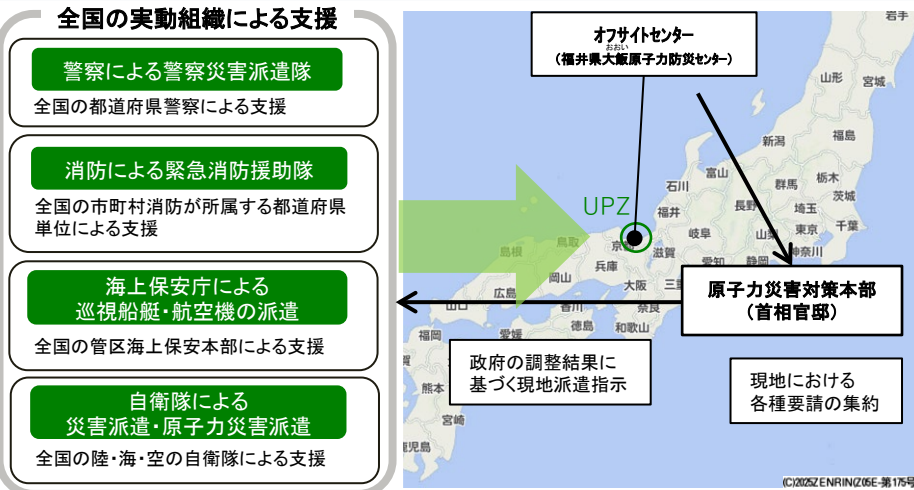 全国の実動組織による支援
警察による警察災害派遣隊
全国の都道府県警察による支援
消防による緊急消防援助隊
全国の市町村消防が所属する都道府県
単位による支援
海上保安庁による
巡視船艇・航空機の派遣
全国の管区海上保安本部による支援
自衛隊による
災害派遣・原子力災害派遣
全国の陸・海・空の自衛隊による支援
オフサイトセンター
おおい
(福井県大飯原子力防災センター)
岩手
山形
宮城
新潟
福島
富山
石川
群馬
栃木
茨城
UPZ
福井
長野
埼玉
岐阜
山梨
東京
千葉
島根
鳥取
京都
滋賀
愛知
静岡
神奈川
兵庫
岡山
広島
大阪
三重
奈良
山口
香川
福岡
愛媛
徳島
和歌山
原子力災害対策本部
(首相官邸)
政府の調整結果に
基づく現地派遣指示
現地における
各種要請の集約
熊本
宮崎
鹿児島
(C)2025ZENRIN(Z05E-第175号